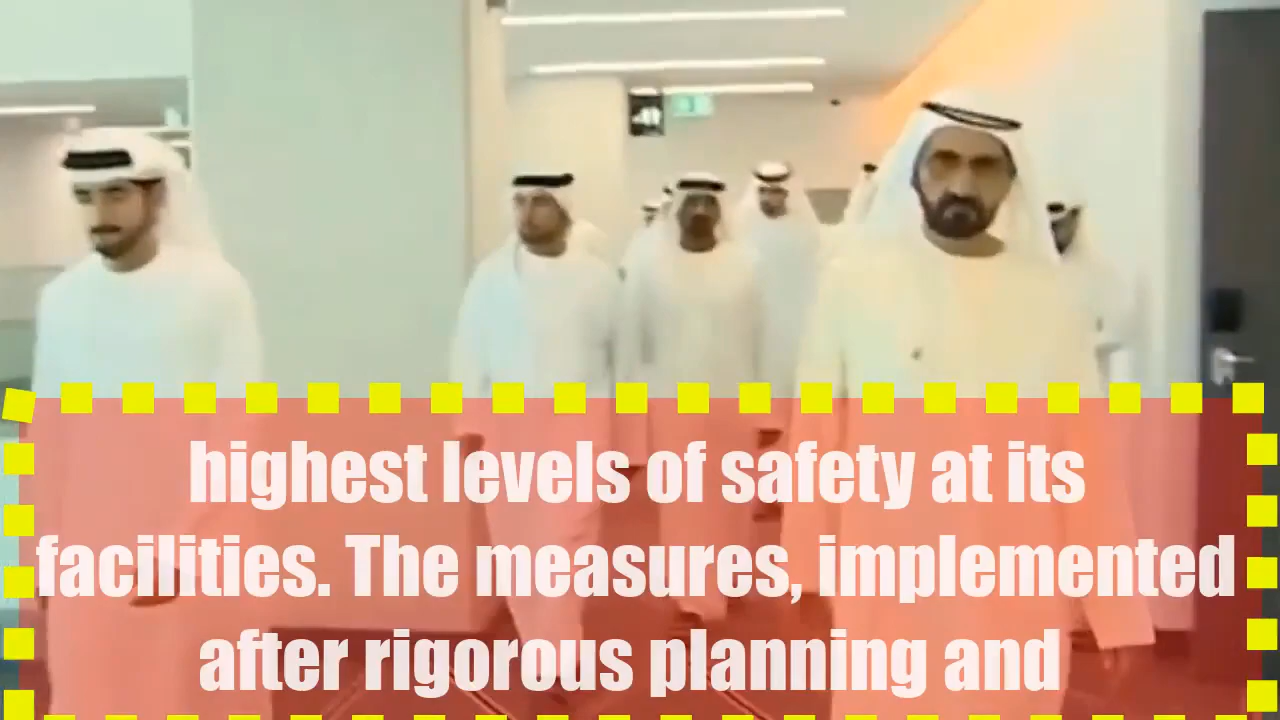 highest levels of safety at its
facilities. The measures, implemented
after rigorous planning and